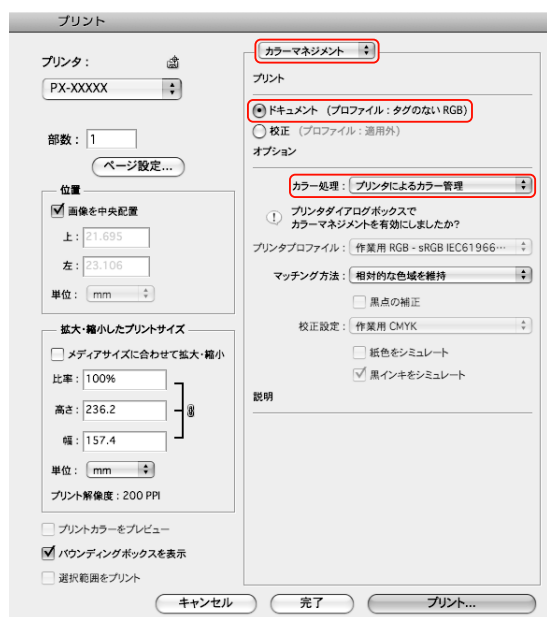 プリント
プリンタ：
PX-XXXXX
部数： 1
ページ設定...
位置
画像を中央配置
上： 21.695
左： 23.106
単位： mm
拡大・縮小したプリントサイズ
メディアサイズに合わせて拡大・縮小
比率： 100%
高さ： 236.2
幅： 157.4
単位： mm
プリント解像度：200 PPI
プリントカラーをプレビュー
バウンディングボックスを表示
選択範囲をプリント
カラーマネジメント
プリント
ドキュメント （プロファイル：タグのない RGB）
校正 （プロファイル：適用外）
オプション
カラー処理： プリンタによるカラー管理
プリンタダイアログボックスで
カラーマネジメントを有効にしましたか?
プリンタプロファイル： 作業用 RGB - sRGB IEC61966…
マッチング方法： 相対的な色域を維持
黒点の補正
校正設定： 作業用 CMYK
紙色をシミュレート
黒インキをシミュレート
説明
キャンセル
完了
プリント...